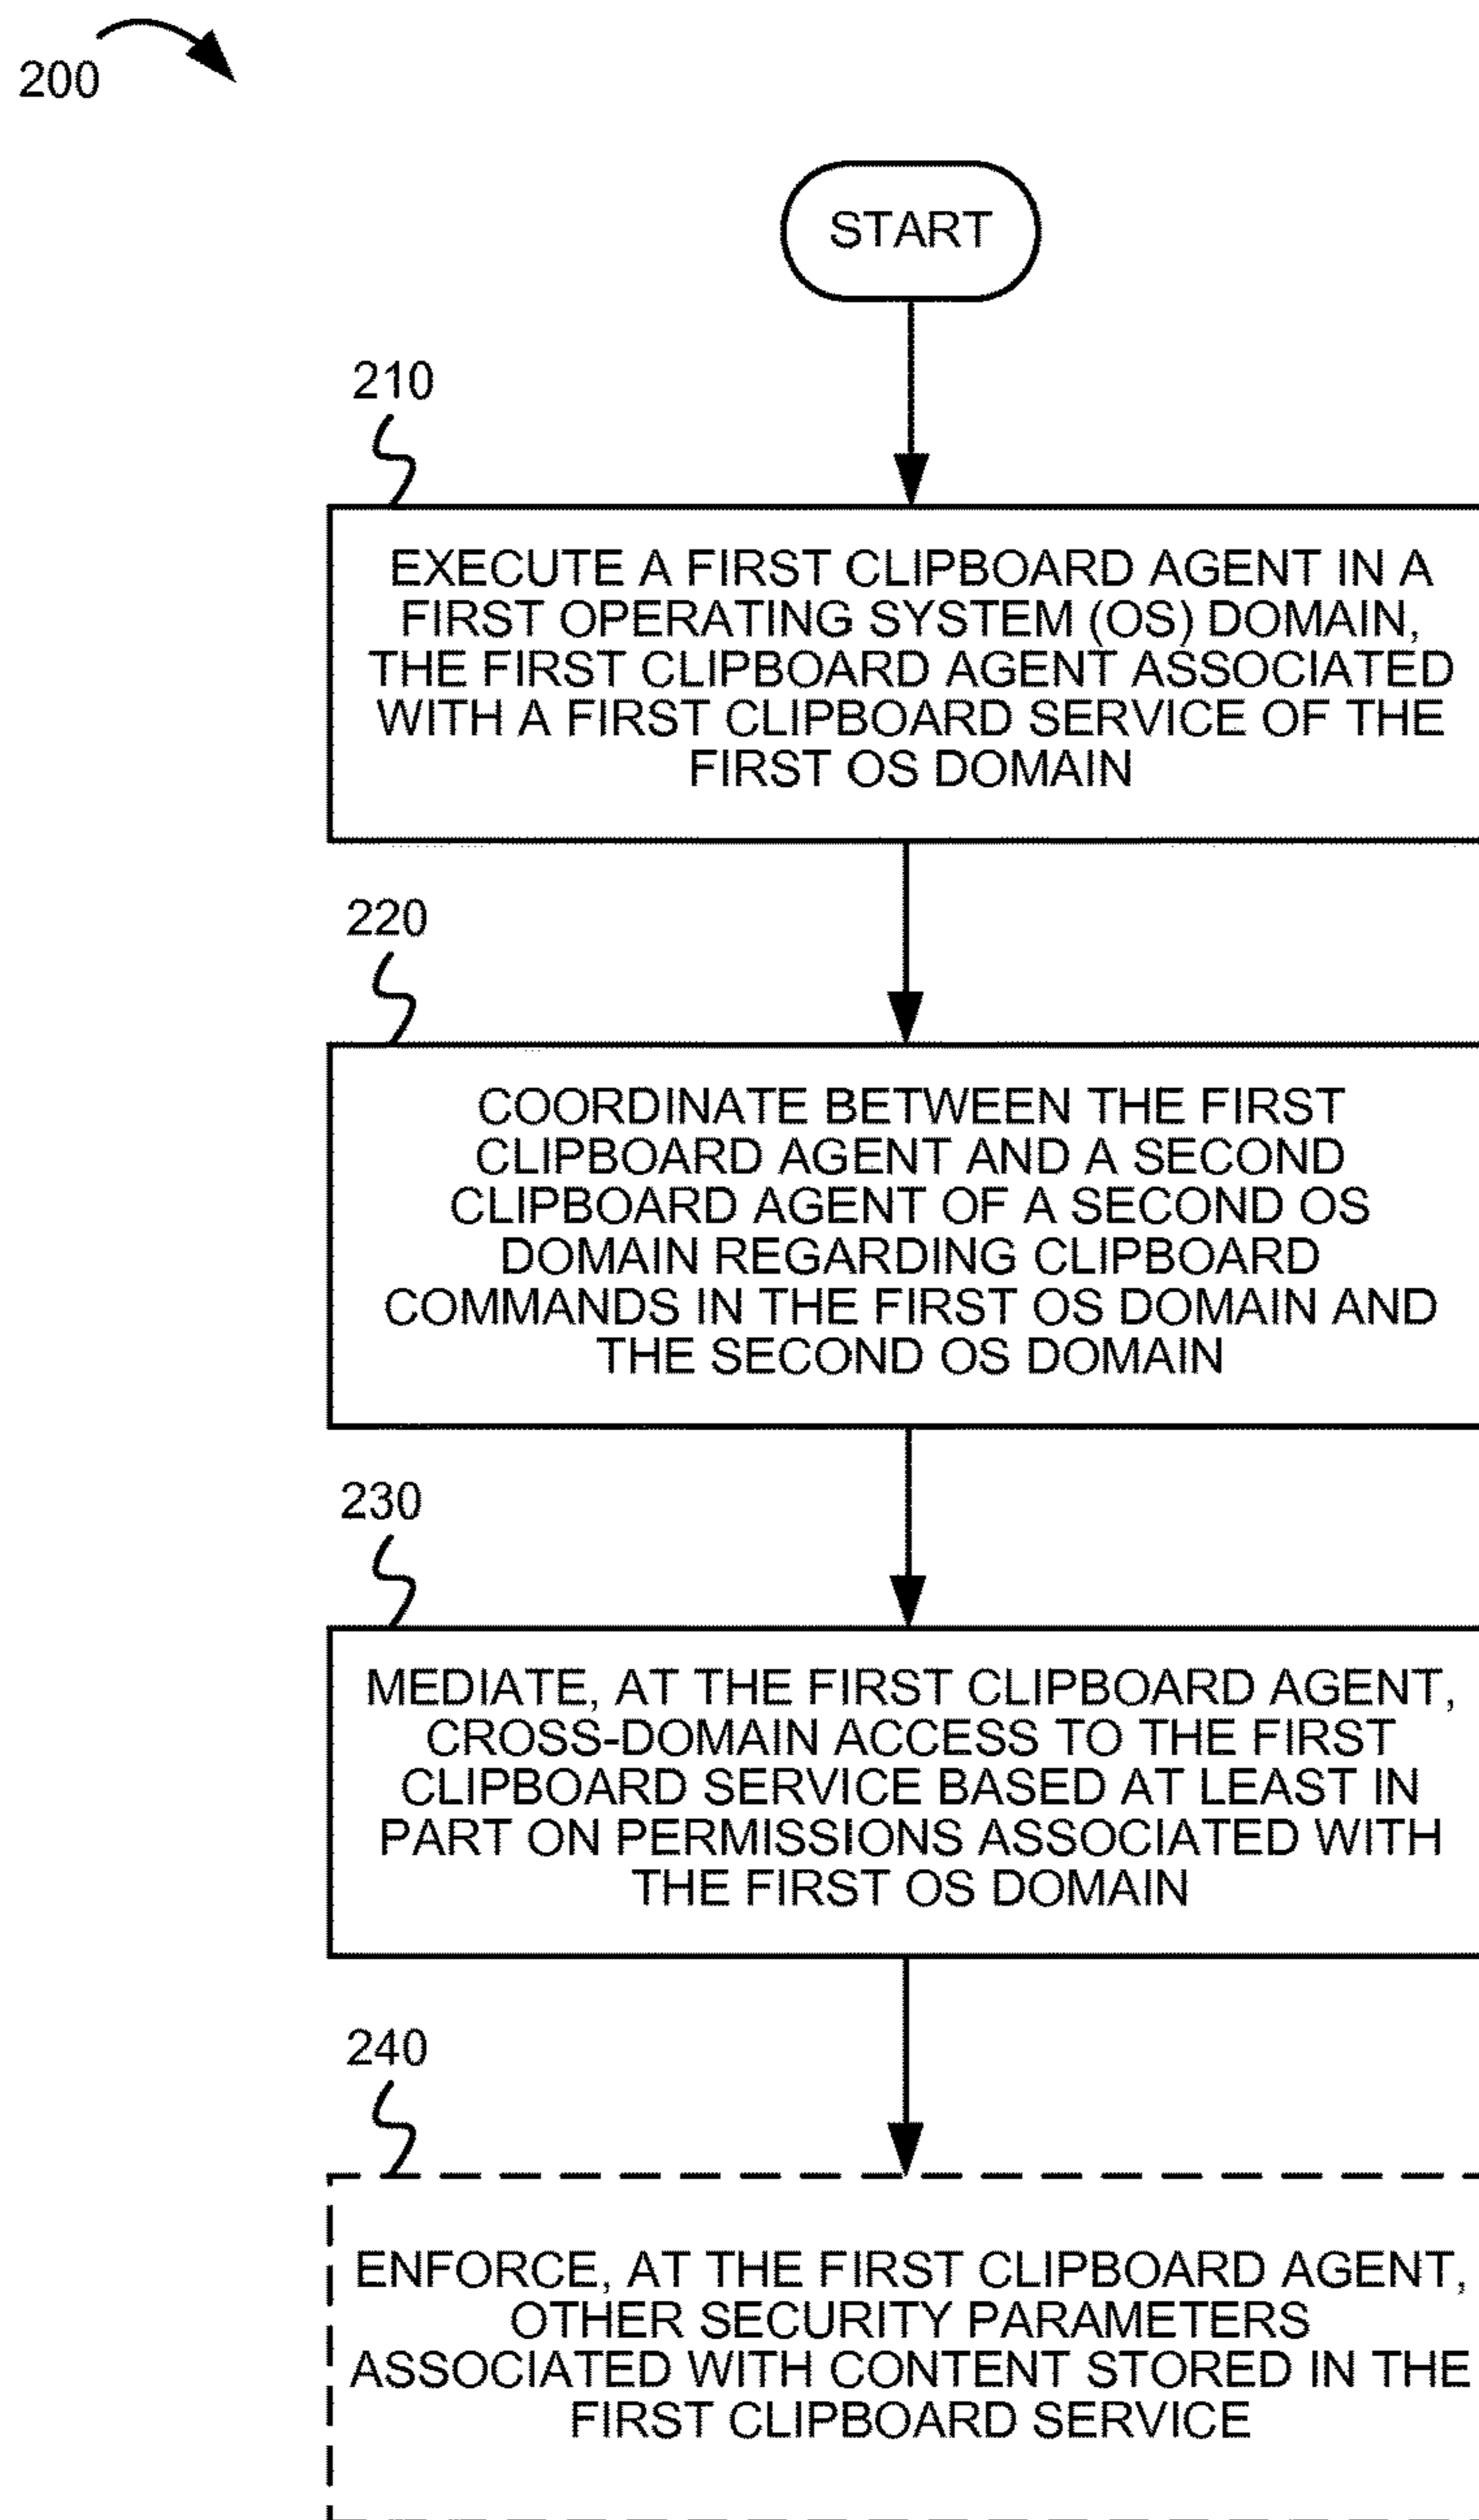 200
START
210
EXECUTE A FIRST CLIPBOARD AGENT IN A
FIRST OPERATING SYSTEM (OS) DOMAIN,
THE FIRST CLIPBOARD AGENT ASSOCIATED
WITH A FIRST CLIPBOARD SERVICE OF THE
FIRST OS DOMAIN
220
COORDINATE BETWEEN THE FIRST
CLIPBOARD AGENT AND A SECOND
CLIPBOARD AGENT OF A SECOND OS
DOMAIN REGARDING CLIPBOARD
COMMANDS IN THE FIRST OS DOMAIN AND
THE SECOND OS DOMAIN
230
MEDIATE, AT THE FIRST CLIPBOARD AGENT,
CROSS-DOMAIN ACCESS TO THE FIRST
CLIPBOARD SERVICE BASED AT LEAST IN
PART ON PERMISSIONS ASSOCIATED WITH
THE FIRST OS DOMAIN
240
ENFORCE, AT THE FIRST CLIPBOARD AGENT,
OTHER SECURITY PARAMETERS
ASSOCIATED WITH CONTENT STORED IN THE
FIRST CLIPBOARD SERVICE